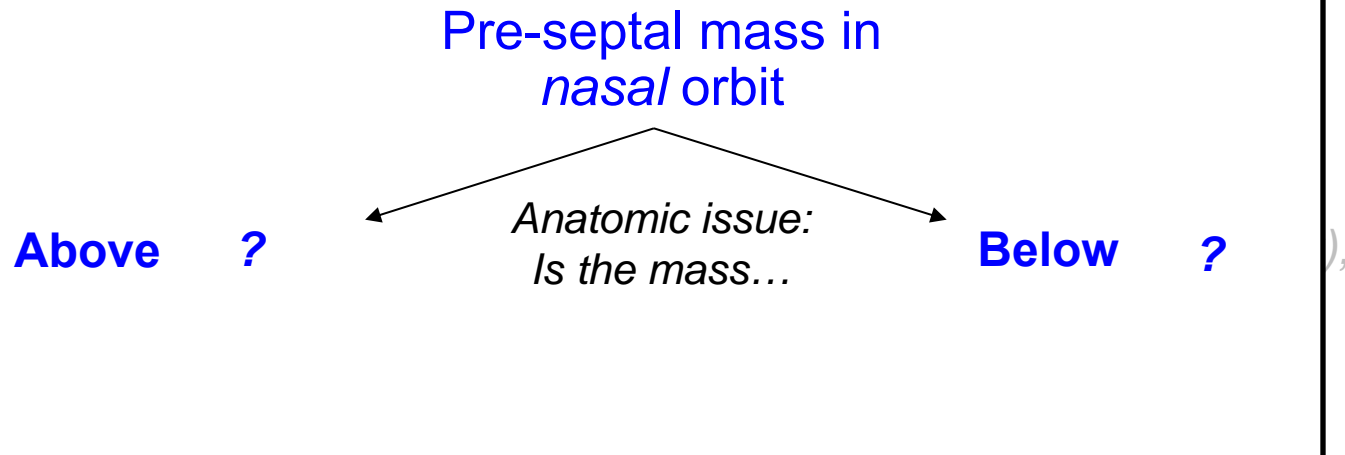 Pre-septal mass in
nasal orbit
Anatomic issue:
Is the mass…
Above ?
Below ?
),